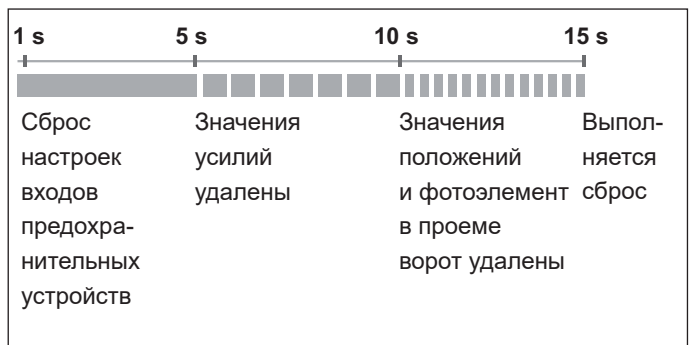 1 s 5 s 10 s 15 s
Сброс
настроек
входов
предохра-
нительных
устройств
Значения
усилий
удалены
Значения
положений
и фотоэлемент
в проеме
ворот удалены
Выпол-
няется
сброс